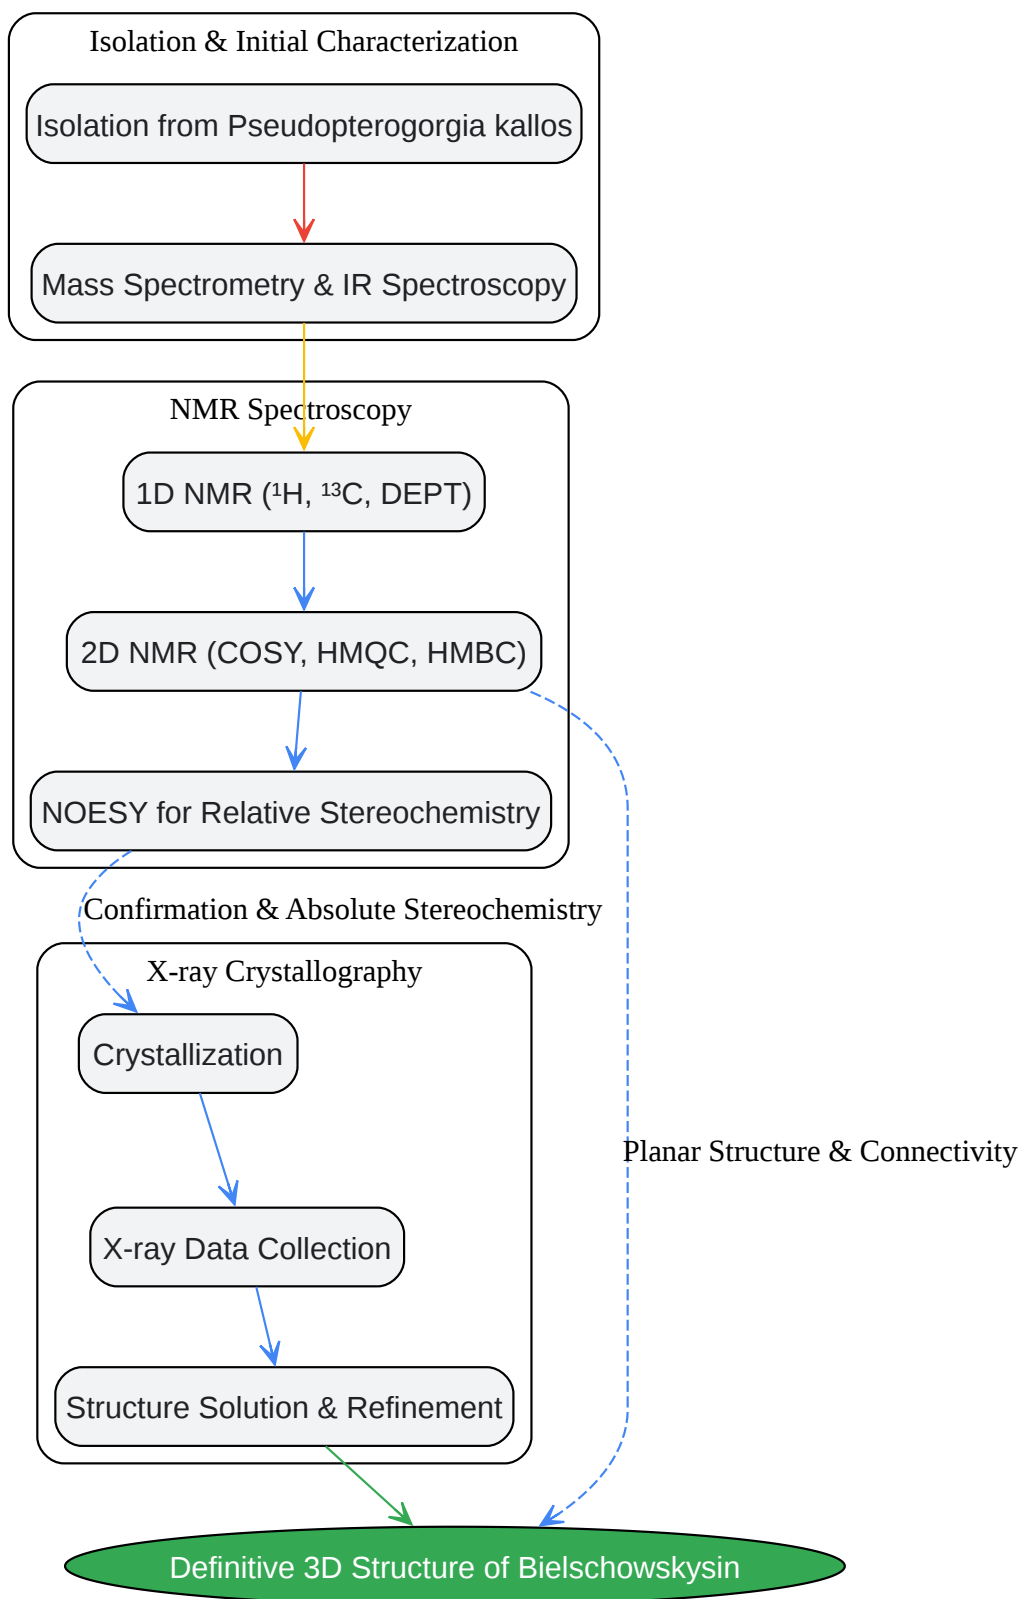 Isolation & Initial Characterization
Isolation from Pseudopterogorgia kallos
Mass Spectrometry & IR Spectroscopy
NMR Spectroscopy
1D NMR (¹H, ¹³C, DEPT)
2D NMR (COSY, HMQC, HMBC)
NOESY for Relative Stereochemistry
Confirmation & Absolute Stereochemistry
X-ray Crystallography
Crystallization
Planar Structure & Connectivity
X-ray Data Collection
Structure Solution & Refinement
Definitive 3D Structure of Bielschowskysin